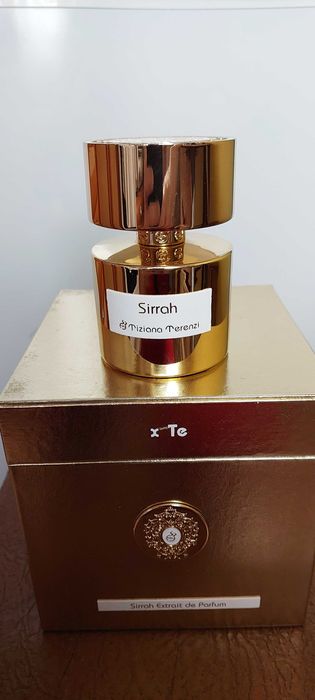 Sirrah
Tiziana Terenzi
x Te
Sirrah Extrait de Parfum